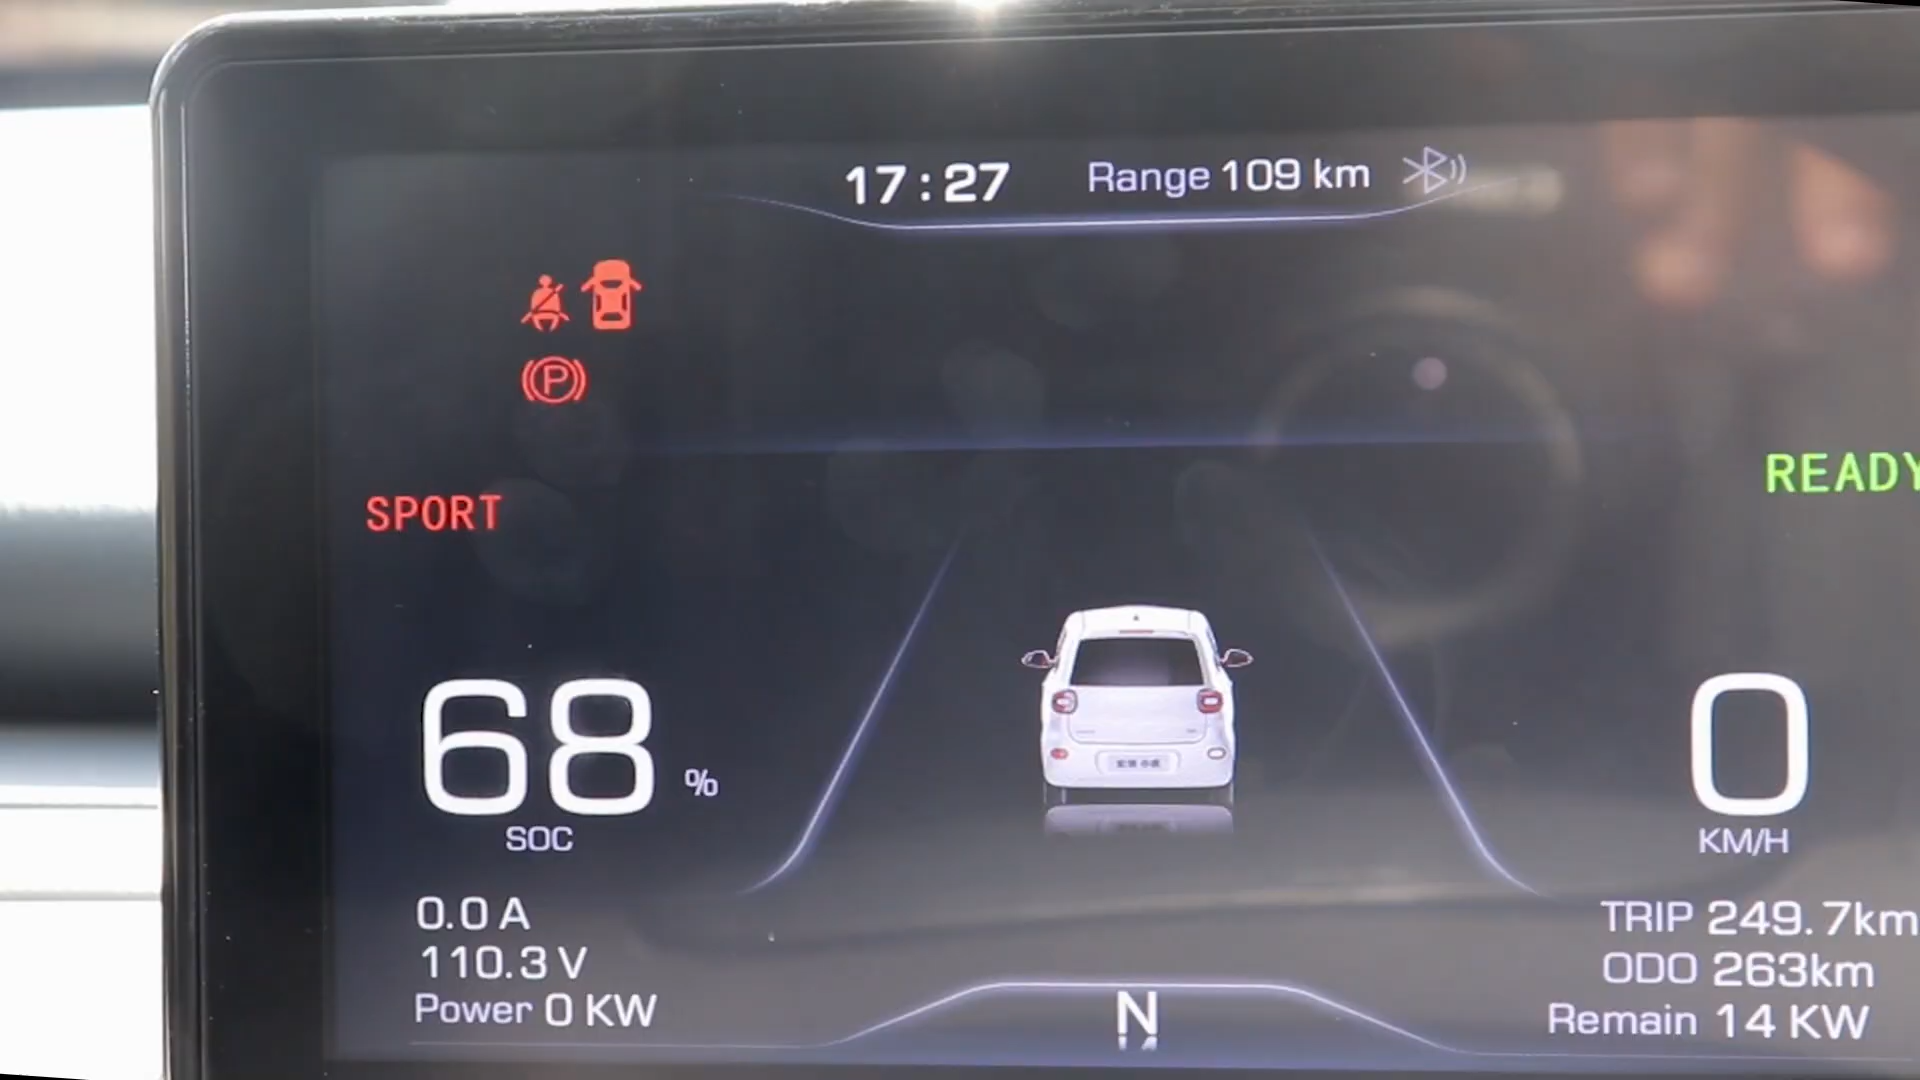 17:27 Range 109 km
P
SPORT
READY
68 %
SOC
0
KM/H
0.0 A
110.3 V
Power 0 KW
TRIP 249.7km
ODO 263km
Remain 14 KW
N